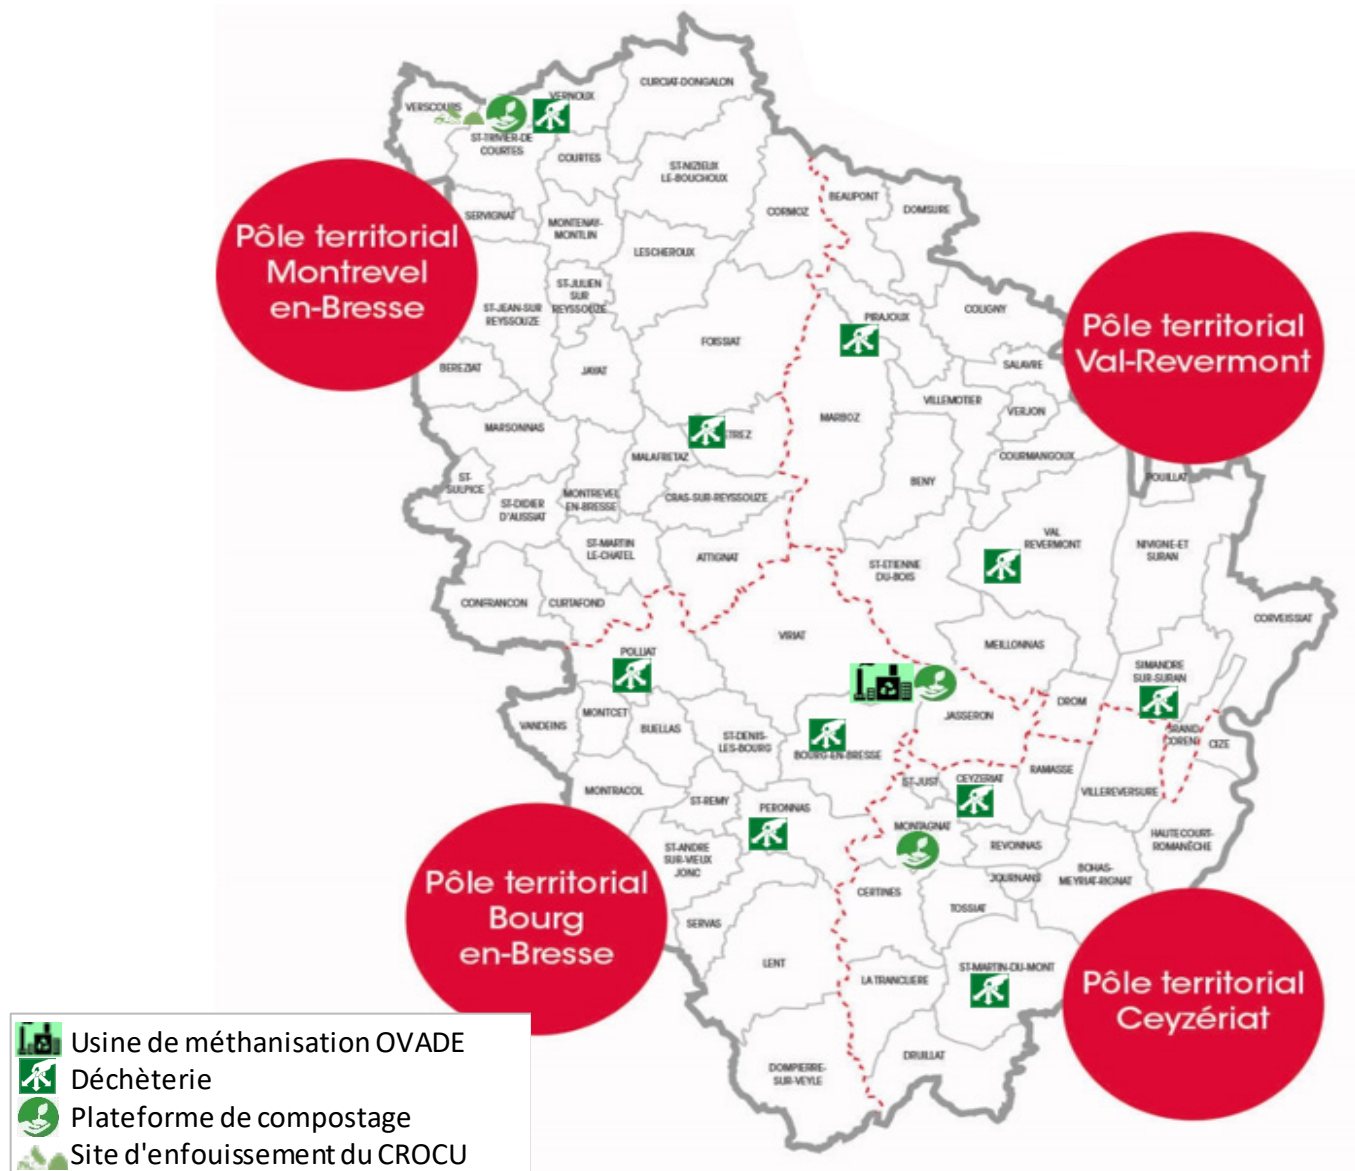 CURCIAT-DONGALON
VERNOUX
VERSCOURS
ST-TRIVIER-DE
COURTES
COURTES
ST-NIZIEUX
LE-BOUCHOUX
CORMOZ
BEAUPONT
DOMSURE
SERVIGNAT
MONTENAY-
MONTLIN
LESCHEROUX
Pôle territorial
Montrevel
en-Bresse
ST-JULIEN
SUR
REYSSOUZE
ST-JEAN-SUR
REYSSOUZE
COLIGNY
PIRAJOUX
Pôle territorial
Val-Revermont
FOISSIAT
SALAVRE
BEREZIAT
JAYAT
VILLEMOTIER
VERJON
MARBOZ
MARSONNAS
ETREZ
MALAFRETAZ
COURMANGOUX
ST-
SULPICE
ST-DIDIER
D'AUSSIAT
MONTREVEL
EN-BRESSE
CRAS-SUR-REYSSOUZE
BENY
POUILLAT
ST-MARTIN
LE-CHATEL
ATTIGNAT
VAL
REVERMONT
NIVIGNE-ET
SURAN
ST-ETIENNE
DU-BOIS
CONFRANCON
CURTAFOND
CORVEISSIAT
VIRIAT
MEILLONNAS
POLLIAT
SIMANDRE
SUR-SURAN
DROM
VANDEINS
MONTCET
BUELLAS
ST-DENIS-
LES-BOURG
BOURG-EN-BRESSE
JASSERON
GRAND
CORENT
CIZE
RAMASSE
ST-JUST
CEYZERIAT
VILLEREVERSURE
MONTRACOL
ST-REMY
PERONNAS
MONTAGNAT
REVONNAS
HAUTECOURT-
ROMANÈCHE
ST-ANDRE
SUR-VIEUX
JONC
JOURNANS
BOHAS-
MEYRIAT-RIGNAT
CERTINES
TOSSIAT
Pôle territorial
Bourg
en-Bresse
SERVAS
LENT
LA TRANCLIERE
ST-MARTIN-DU-MONT
Pôle territorial
Ceyzériat
DRUILLAT
DOMPIERRE-
SUR-VEYLE
Usine de méthanisation OVADE
Déchèterie
Plateforme de compostage
Site d'enfouissement du CROCU